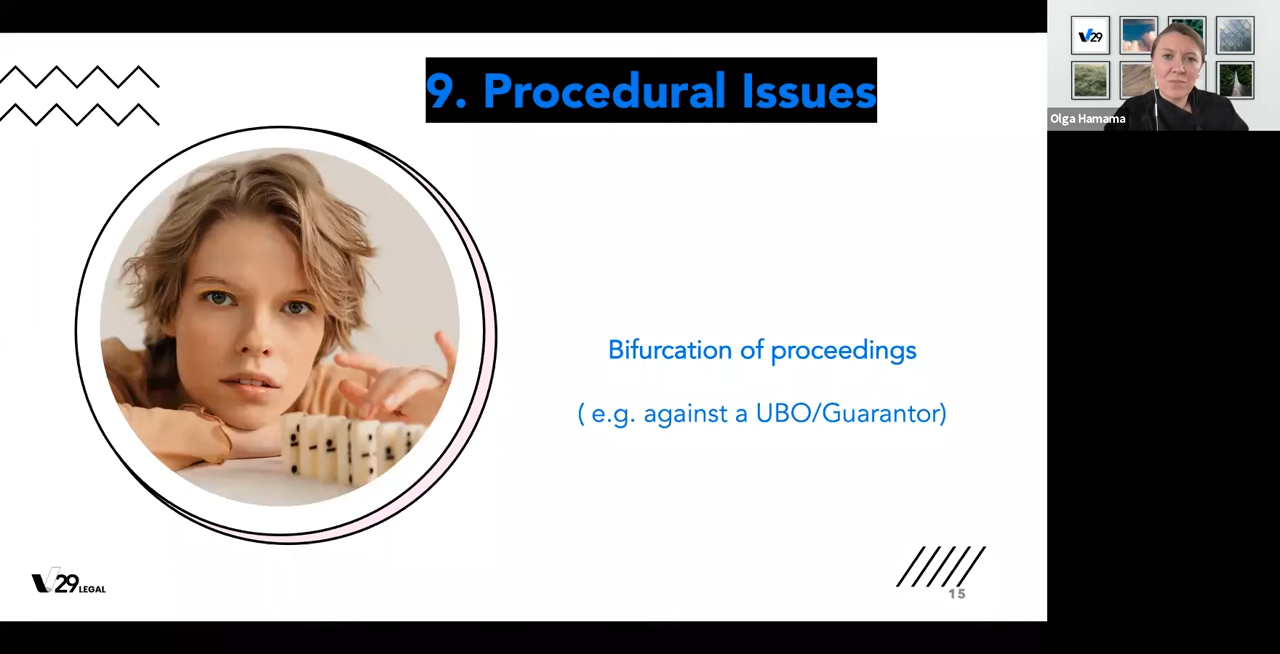 9. Procedural Issues
Bifurcation of proceedings
( e.g. against a UBO/Guarantor)
V29 LEGAL
15
V29
Olga Hamama